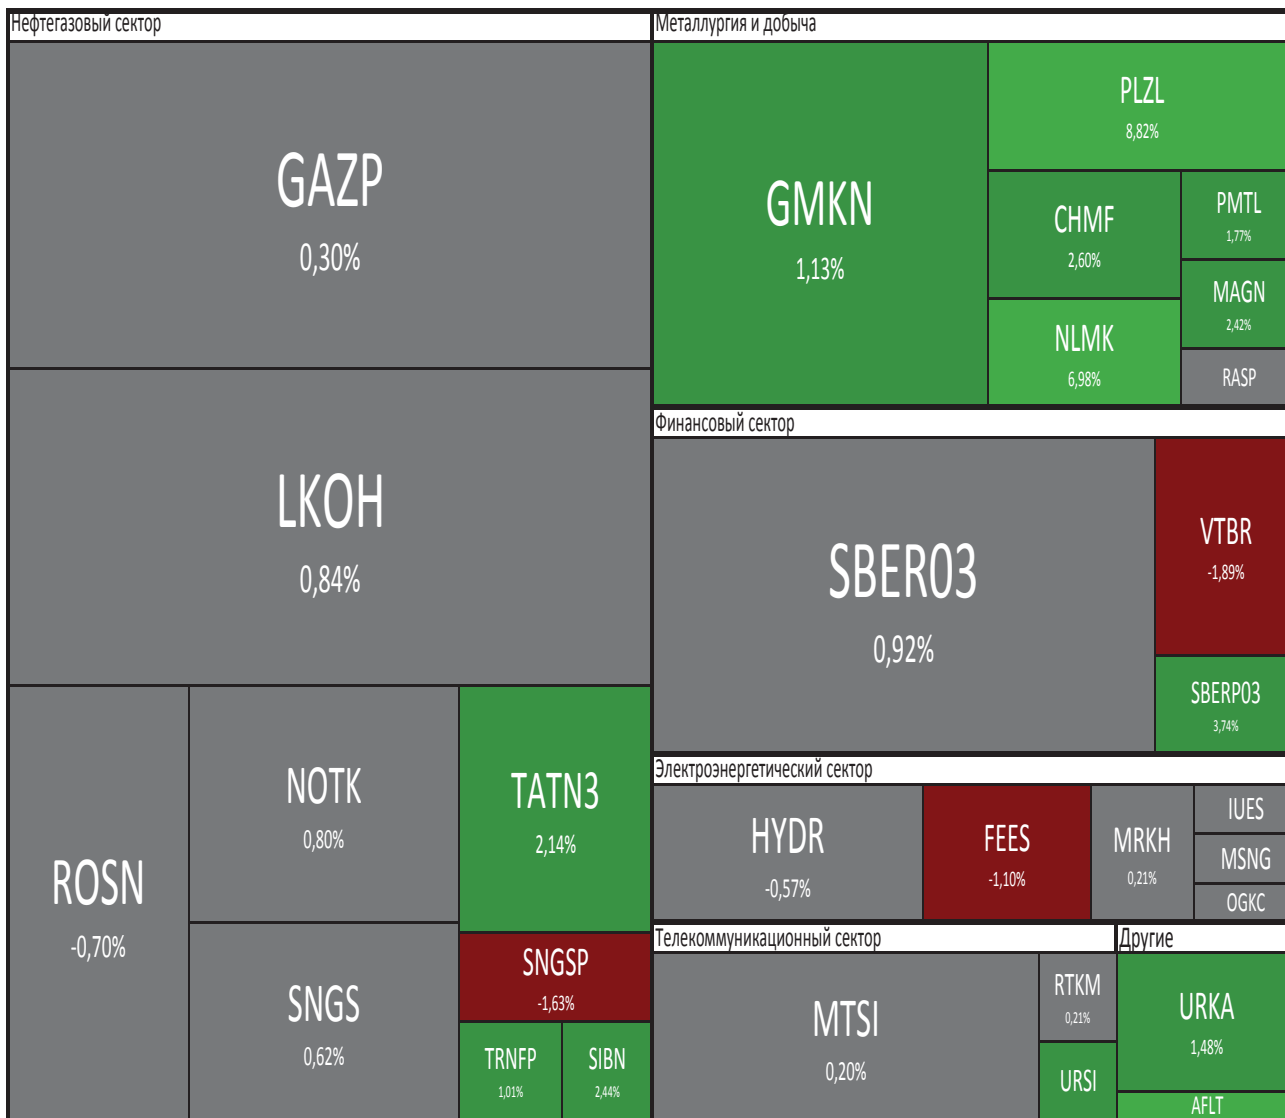 Нефтегазовый сектор
GAZP
0,30%
LKOH
0,84%
ROSN
-0,70%
NOTK
0,80%
SNGS
0,62%
TATN3
2,14%
SNGSP
-1,63%
TRNFP
1,01%
SIBN
2,44%
Металлургия и добыча
GMKN
1,13%
PLZL
8,82%
CHMF
2,60%
NLMK
6,98%
PMTL
1,77%
MAGN
2,42%
RASP
Финансовый сектор
SBER03
0,92%
VTBR
-1,89%
SBERP03
3,74%
Электроэнергетический сектор
HYDR
-0,57%
FEES
-1,10%
MRKH
0,21%
IUES
MSNG
OGKC
Телекоммуникационный сектор
MTSI
0,20%
RTKM
0,21%
URSI
Другие
URKA
1,48%
AFLT